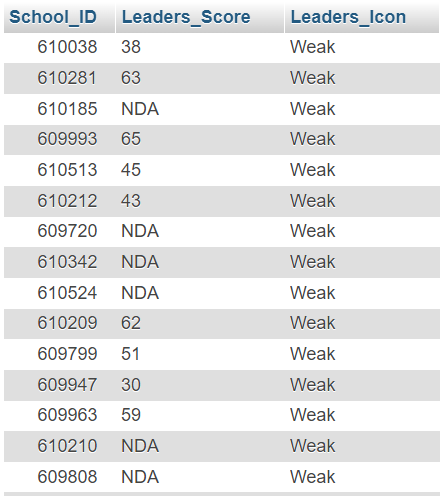 School_ID Leaders_Score Leaders_Icon
610038 38 Weak
610281 63 Weak
610185 NDA Weak
609993 65 Weak
610513 45 Weak
610212 43 Weak
609720 NDA Weak
610342 NDA Weak
610524 NDA Weak
610209 62 Weak
609799 51 Weak
609947 30 Weak
609963 59 Weak
610210 NDA Weak
609808 NDA Weak